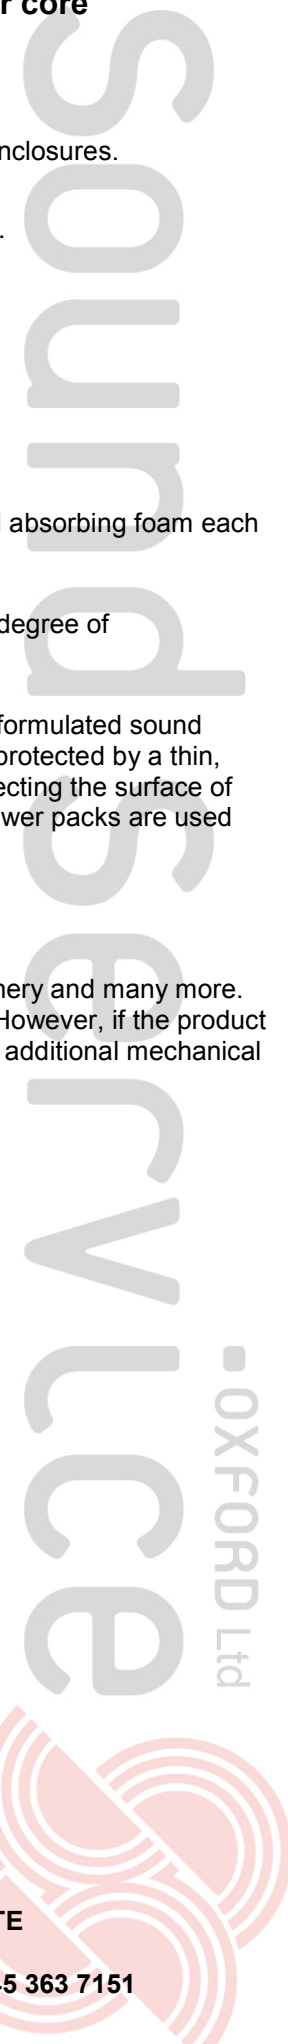 r core
nclosures.
.
l absorbing foam each
degree of
formulated sound
protected by a thin,
ecting the surface of
wer packs are used
nery and many more.
However, if the product
additional mechanical
TE
45 363 7151
Sound Service
OXFORD Ltd